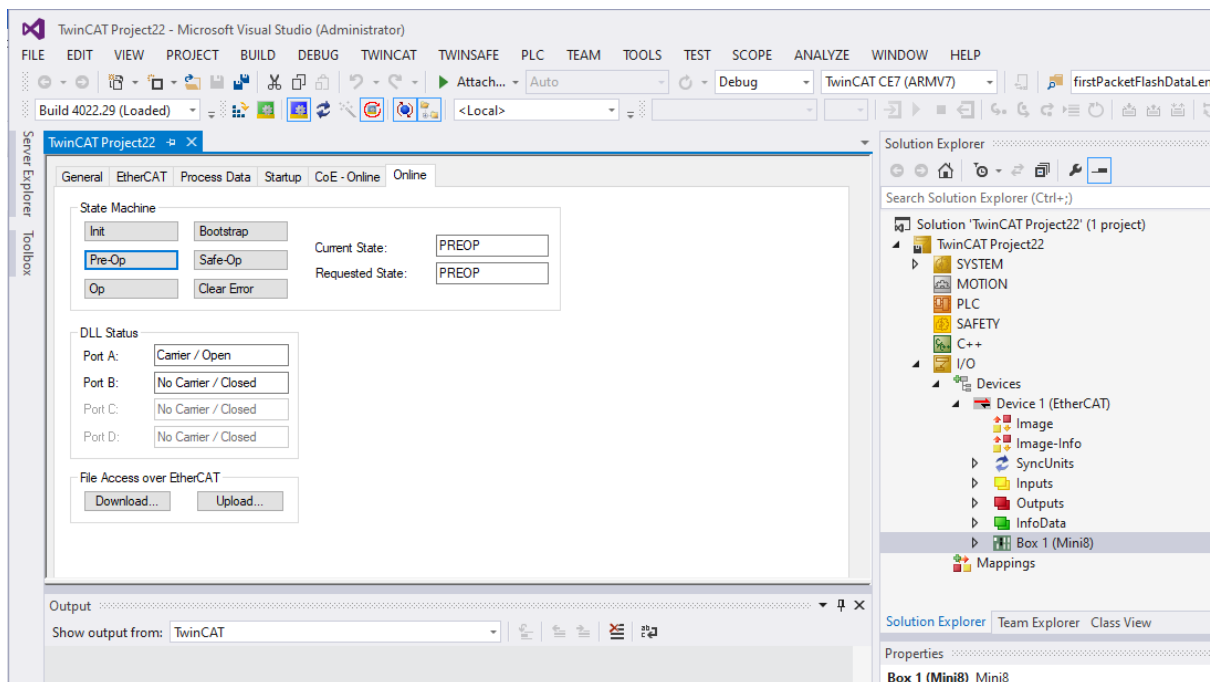 TwinCAT Project22 - Microsoft Visual Studio (Administrator)
FILE EDIT VIEW PROJECT BUILD DEBUG TWINCAT TWINSAFE PLC TEAM TOOLS TEST SCOPE ANALYZE WINDOW HELP
Attach... Auto Debug TwinCAT CE7 (ARMV7) firstPacketFlashDataLen
Build 4022.29 (Loaded) <Local>
Server Explorer
Toolbox
TwinCAT Project22
General EtherCAT Process Data Startup CoE - Online Online
State Machine
Init Bootstrap
Pre-Op Safe-Op
Op Clear Error
Current State: PREOP
Requested State: PREOP
DLL Status
Port A: Carrier / Open
Port B: No Carrier / Closed
Port C: No Carrier / Closed
Port D: No Carrier / Closed
File Access over EtherCAT
Download... Upload...
Output
Show output from: TwinCAT
Solution Explorer
Search Solution Explorer (Ctrl+;)
Solution 'TwinCAT Project22' (1 project)
TwinCAT Project22
SYSTEM
MOTION
PLC
SAFETY
C++
I/O
Devices
Device 1 (EtherCAT)
Image
Image-Info
SyncUnits
Inputs
Outputs
InfoData
Box 1 (Mini8)
Mappings
Solution Explorer Team Explorer Class View
Properties
Box 1 (Mini8) Mini8